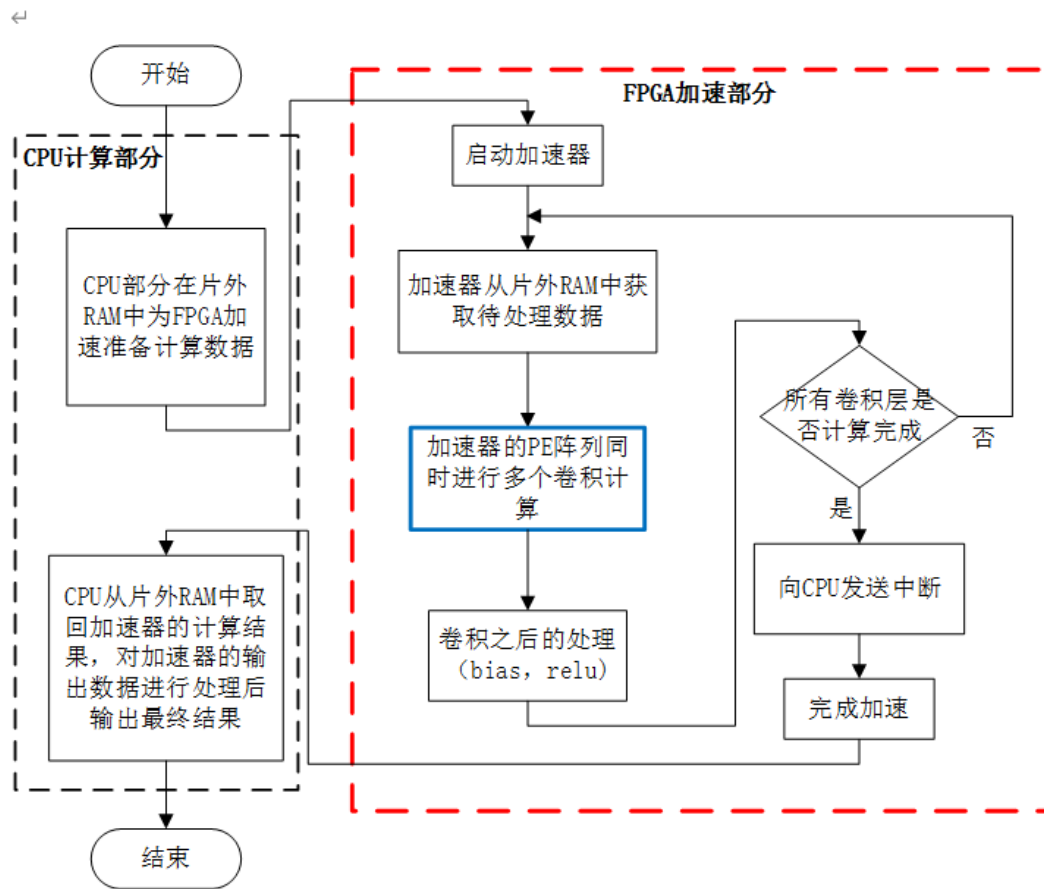 开始
CPU计算部分
CPU部分在片外
RAM中为FPGA加
速准备计算数据
FPGA加速部分
启动加速器
加速器从片外RAM中获
取待处理数据
加速器的PE阵列同
时进行多个卷积计
算
卷积之后的处理
（bias，relu）
所有卷积层是
否计算完成
否
是
向CPU发送中断
完成加速
CPU从片外RAM中取
回加速器的计算结
果，对加速器的输
出数据进行处理后
输出最终结果
结束